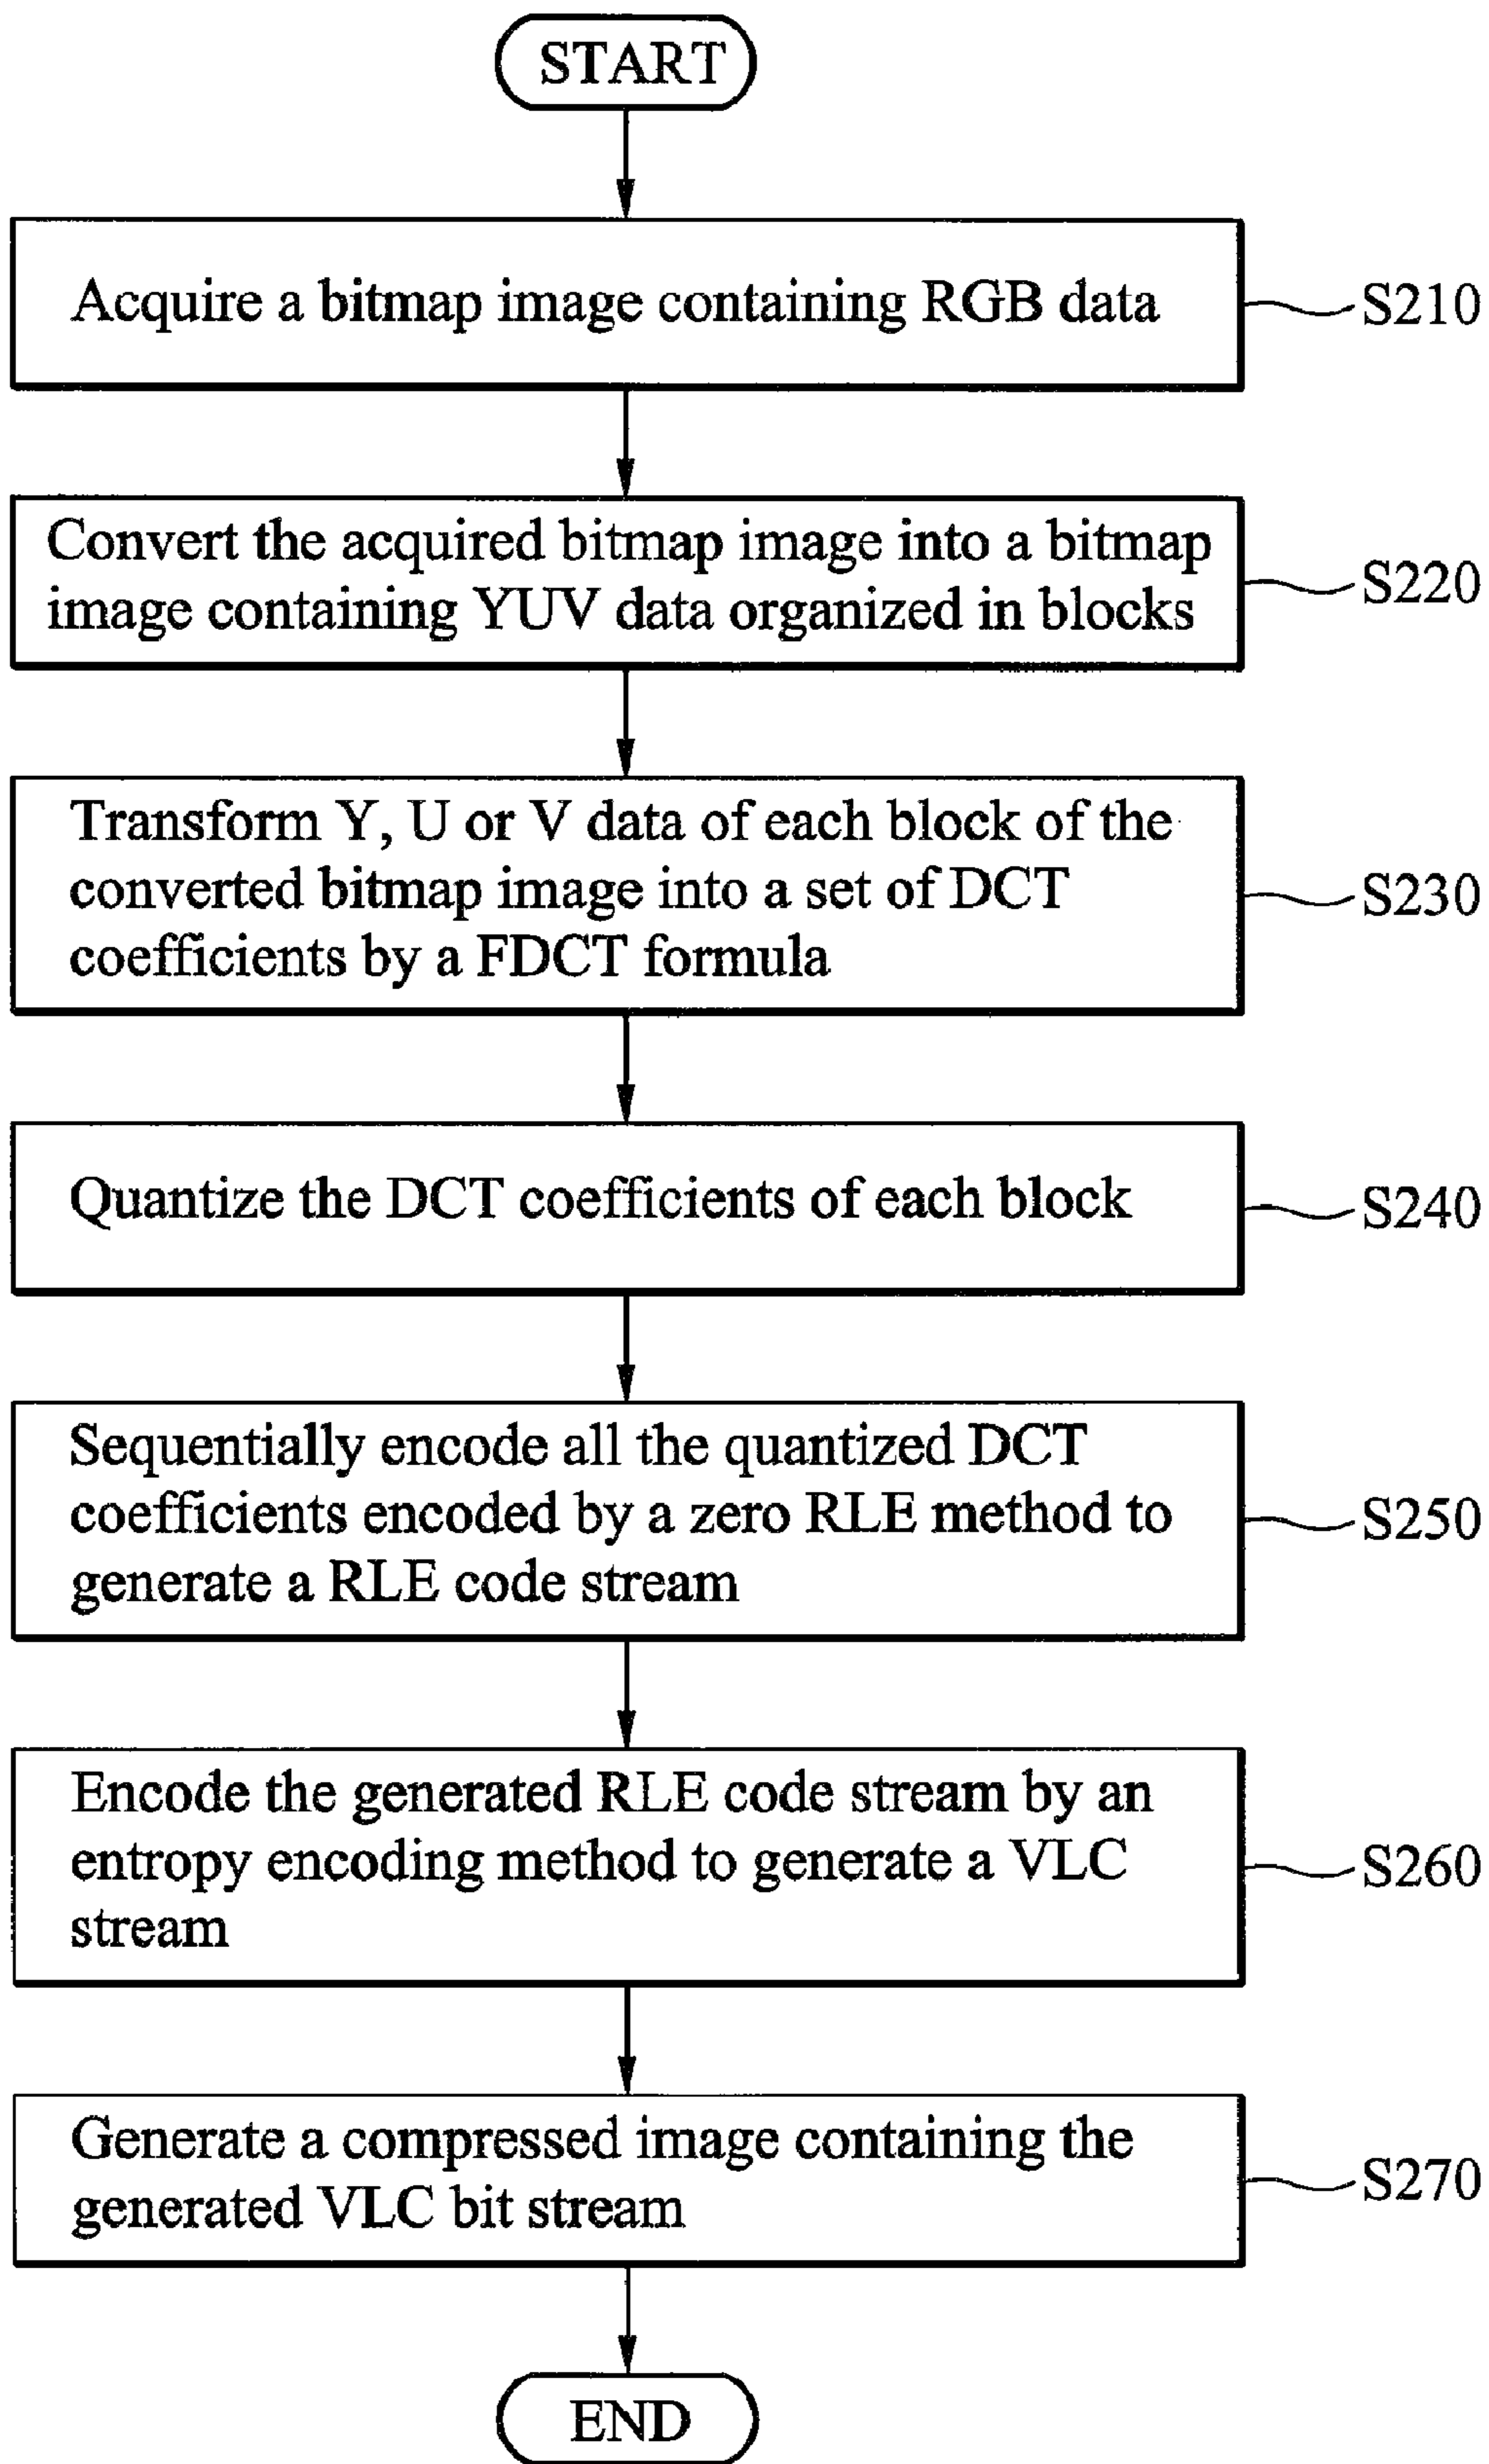 START
Acquire a bitmap image containing RGB data
S210
Convert the acquired bitmap image into a bitmap
image containing YUV data organized in blocks
S220
Transform Y, U or V data of each block of the
converted bitmap image into a set of DCT
coefficients by a FDCT formula
S230
Quantize the DCT coefficients of each block
S240
Sequentially encode all the quantized DCT
coefficients encoded by a zero RLE method to
generate a RLE code stream
S250
Encode the generated RLE code stream by an
entropy encoding method to generate a VLC
stream
S260
Generate a compressed image containing the
generated VLC bit stream
S270
END